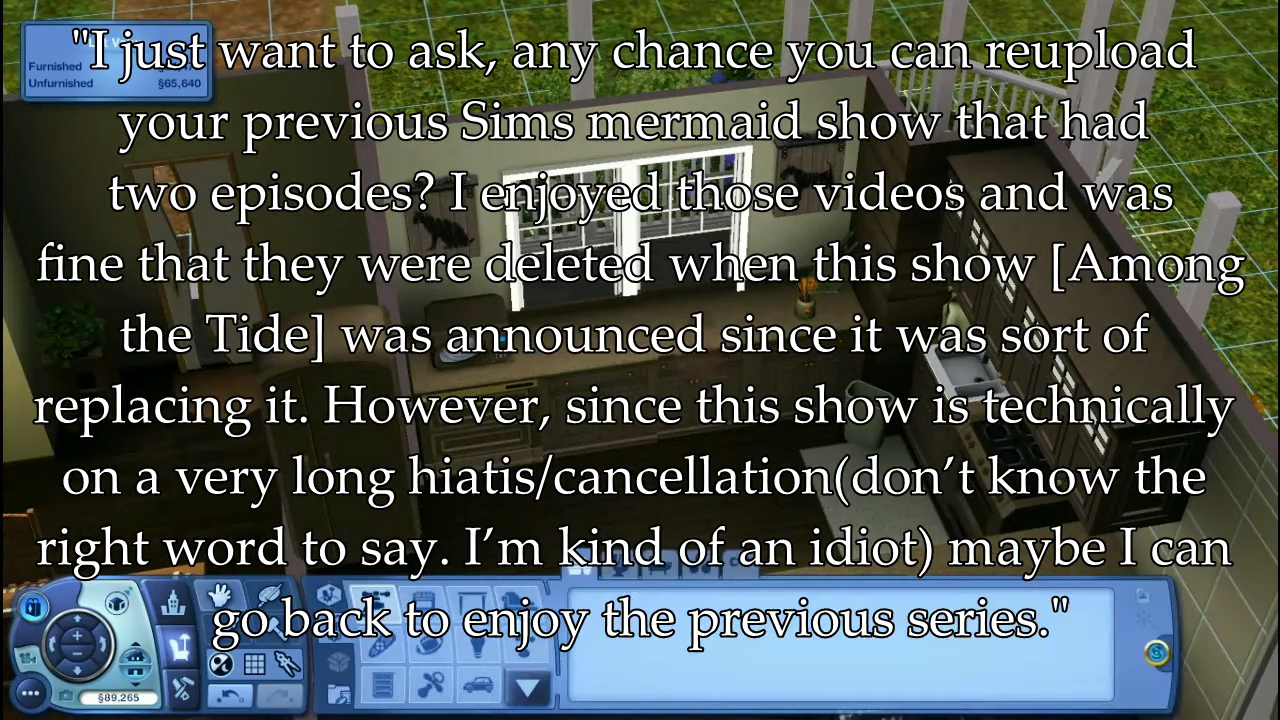 "I just want to ask, any chance you can reupload
your previous Sims mermaid show that had
two episodes? I enjoyed those videos and was
fine that they were deleted when this show [Among
the Tide] was announced since it was sort of
replacing it. However, since this show is technically
on a very long hiatis/cancellation(don’t know the
right word to say. I’m kind of an idiot) maybe I can
go back to enjoy the previous series."
Furnished
Unfurnished §65,640
§89,265